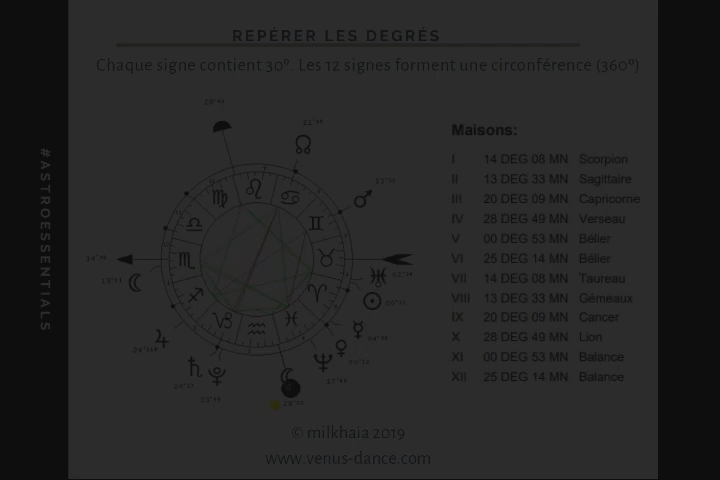 REPÉRER LES DEGRÉS
Chaque signe contient 30º. Les 12 signes forment une circonférence (360º)
#ASTROESSENTIALS
Maisons:
I 14 DEG 08 MN Scorpion
II 13 DEG 33 MN Sagittaire
III 20 DEG 09 MN Capricorne
IV 28 DEG 49 MN Verseau
V 00 DEG 53 MN Bélier
VI 25 DEG 14 MN Bélier
VII 14 DEG 08 MN Taureau
VIII 13 DEG 33 MN Gémeaux
IX 20 DEG 09 MN Cancer
X 28 DEG 49 MN Lion
XI 00 DEG 53 MN Balance
XII 25 DEG 14 MN Balance
© milkhaia 2019
www.venus-dance.com